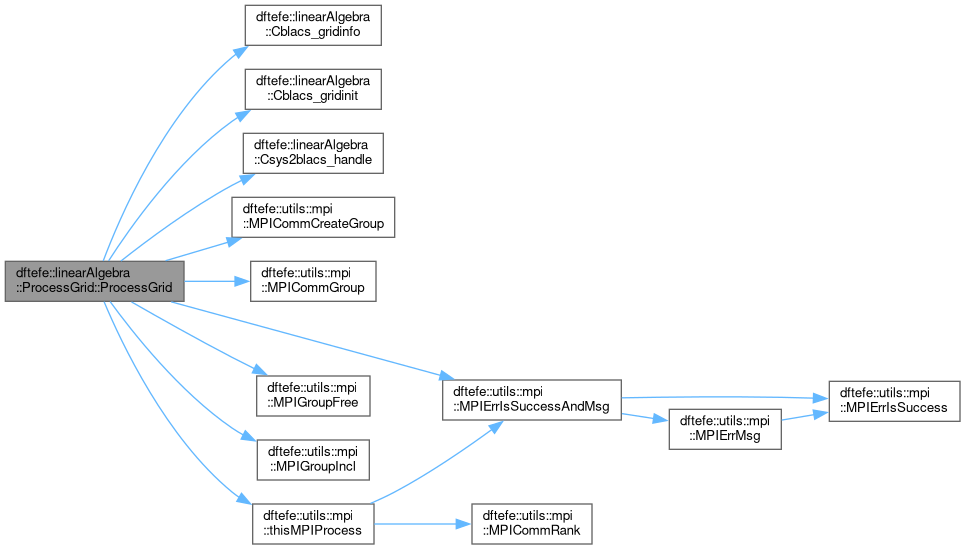 dftefe::linearAlgebra
::Cblacs_gridinfo
dftefe::linearAlgebra
::Cblacs_gridinit
dftefe::linearAlgebra
::Csys2blacs_handle
dftefe::utils::mpi
::MPICommCreateGroup
dftefe::linearAlgebra
::ProcessGrid::ProcessGrid
dftefe::utils::mpi
::MPICommGroup
dftefe::utils::mpi
::MPIGroupFree
dftefe::utils::mpi
::MPIErrIsSuccessAndMsg
dftefe::utils::mpi
::MPIErrIsSuccess
dftefe::utils::mpi
::MPIErrMsg
dftefe::utils::mpi
::MPIGroupIncl
dftefe::utils::mpi
::thisMPIProcess
dftefe::utils::mpi
::MPICommRank